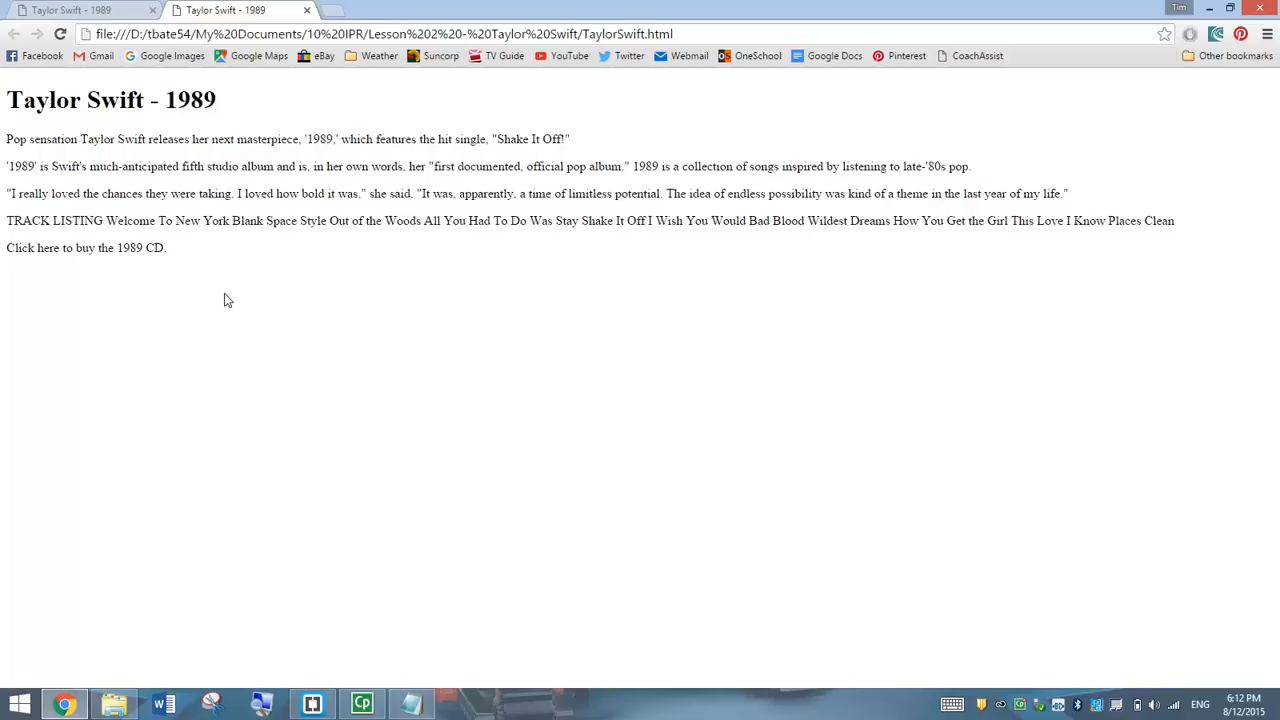 Taylor Swift - 1989
Taylor Swift - 1989
Tim
file:///D:/tbate54/My%20Documents/10%20IPR/Lesson%202%20-%20Taylor%20Swift/TaylorSwift.html
Facebook Gmail Google Images Google Maps eBay Weather Suncorp TV Guide YouTube Twitter Webmail OneSchool Google Docs Pinterest CoachAssist Other bookmarks
Taylor Swift - 1989
Pop sensation Taylor Swift releases her next masterpiece, '1989,' which features the hit single, "Shake It Off!"
'1989' is Swift's much-anticipated fifth studio album and is, in her own words, her "first documented, official pop album." 1989 is a collection of songs inspired by listening to late-'80s pop.
"I really loved the chances they were taking. I loved how bold it was," she said. "It was, apparently, a time of limitless potential. The idea of endless possibility was kind of a theme in the last year of my life."
TRACK LISTING Welcome To New York Blank Space Style Out of the Woods All You Had To Do Was Stay Shake It Off I Wish You Would Bad Blood Wildest Dreams How You Get the Girl This Love I Know Places Clean
Click here to buy the 1989 CD.
Cp
ENG
6:12 PM
8/12/2015